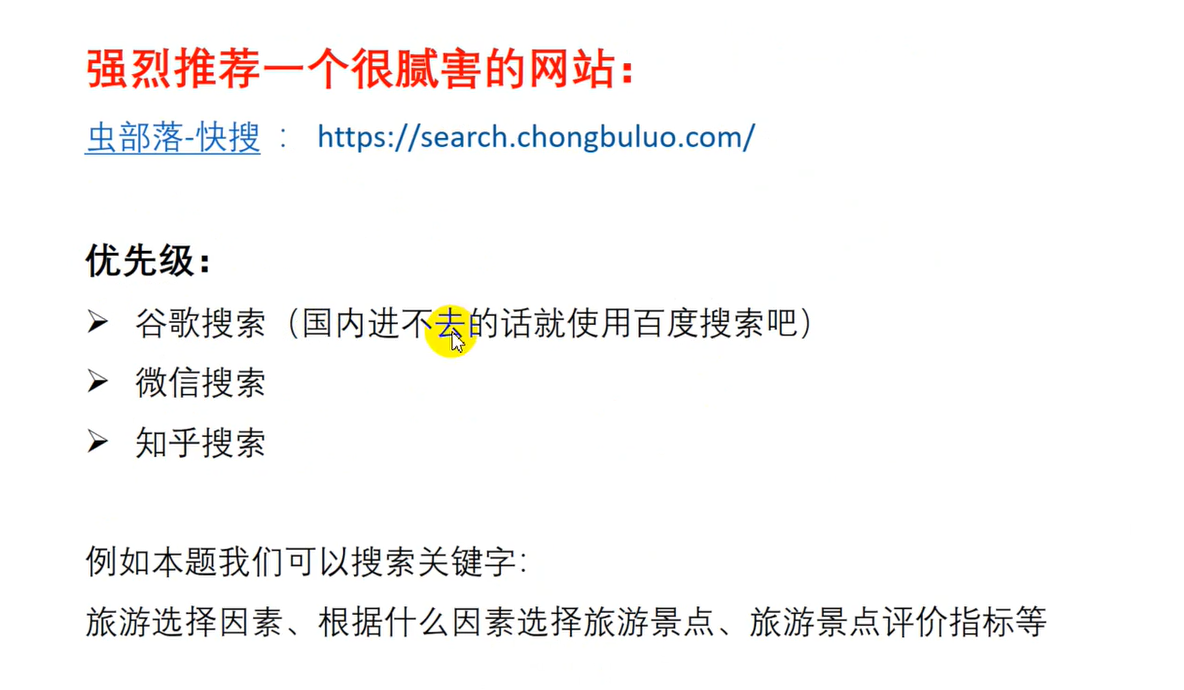 强烈推荐一个很腻害的网站：
虫部落-快搜 ： https://search.chongbuluo.com/
优先级：
➢ 谷歌搜索（国内进不去的话就使用百度搜索吧）
➢ 微信搜索
➢ 知乎搜索
例如本题我们可以搜索关键字：
旅游选择因素、根据什么因素选择旅游景点、旅游景点评价指标等